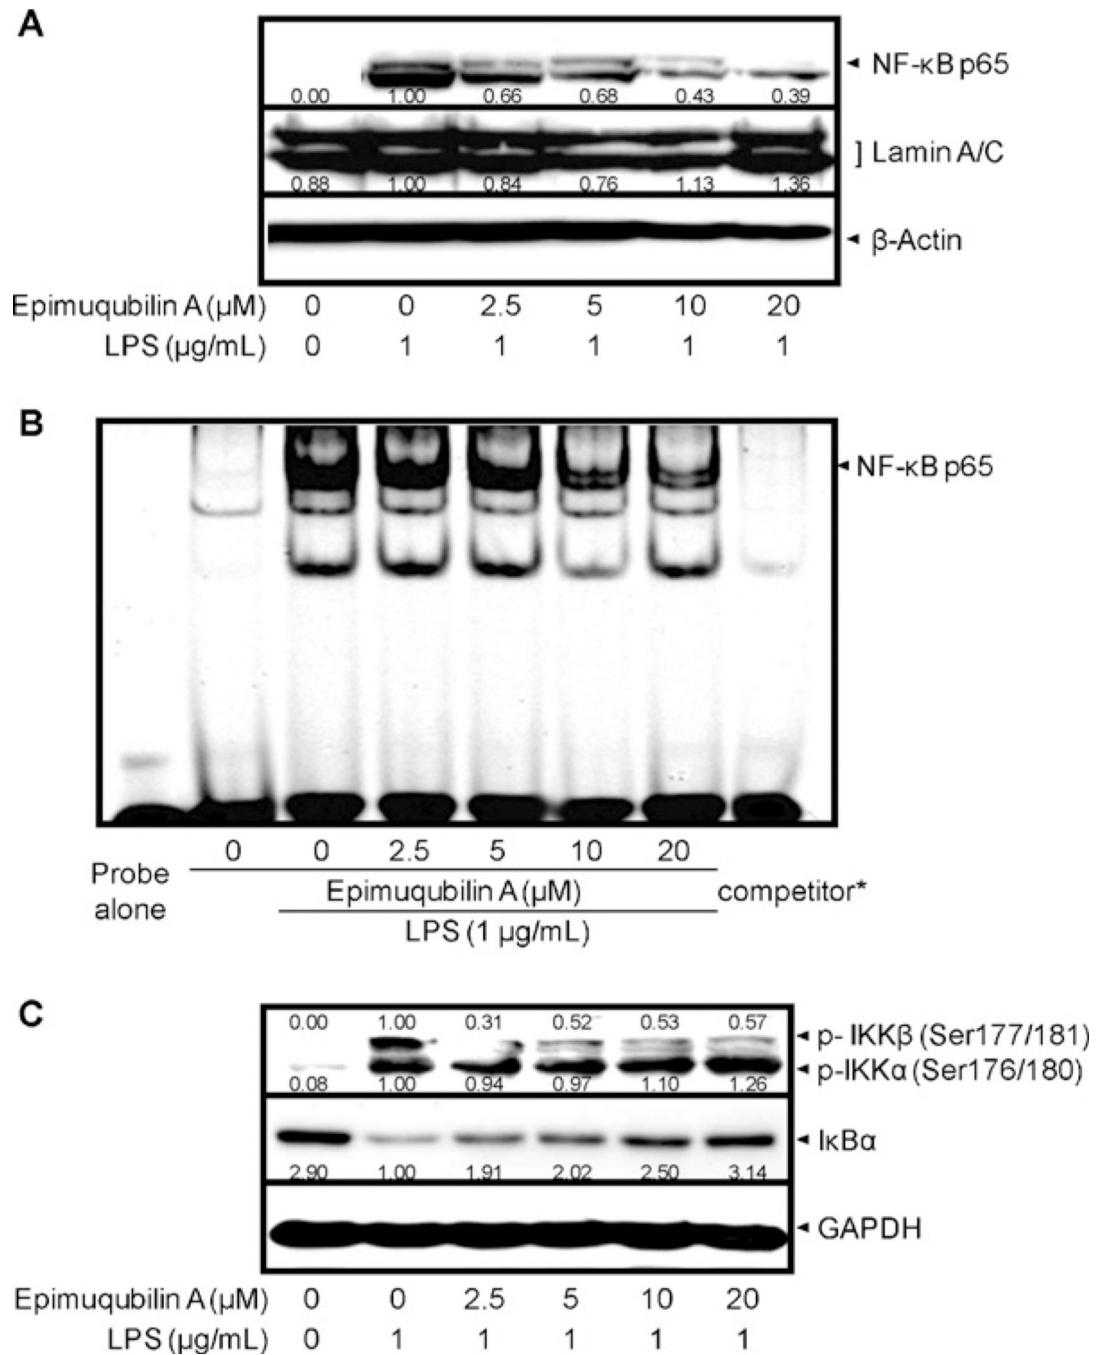 A
NF-κB p65
0.00 1.00 0.66 0.68 0.43 0.39
Lamin A/C
0.88 1.00 0.84 0.76 1.13 1.36
β-Actin
Epimuqubilin A (µM) 0 0 2.5 5 10 20
LPS (µg/mL) 0 1 1 1 1 1
B
NF-κB p65
0 0 2.5 5 10 20
Probe alone
Epimuqubilin A (µM)
competitor*
LPS (1 µg/mL)
C
0.00 1.00 0.31 0.52 0.53 0.57
p- IKKβ (Ser177/181)
p-IKKα (Ser176/180)
0.08 1.00 0.94 0.97 1.10 1.26
IκBα
2.90 1.00 1.91 2.02 2.50 3.14
GAPDH
Epimuqubilin A (µM) 0 0 2.5 5 10 20
LPS (µg/mL) 0 1 1 1 1 1